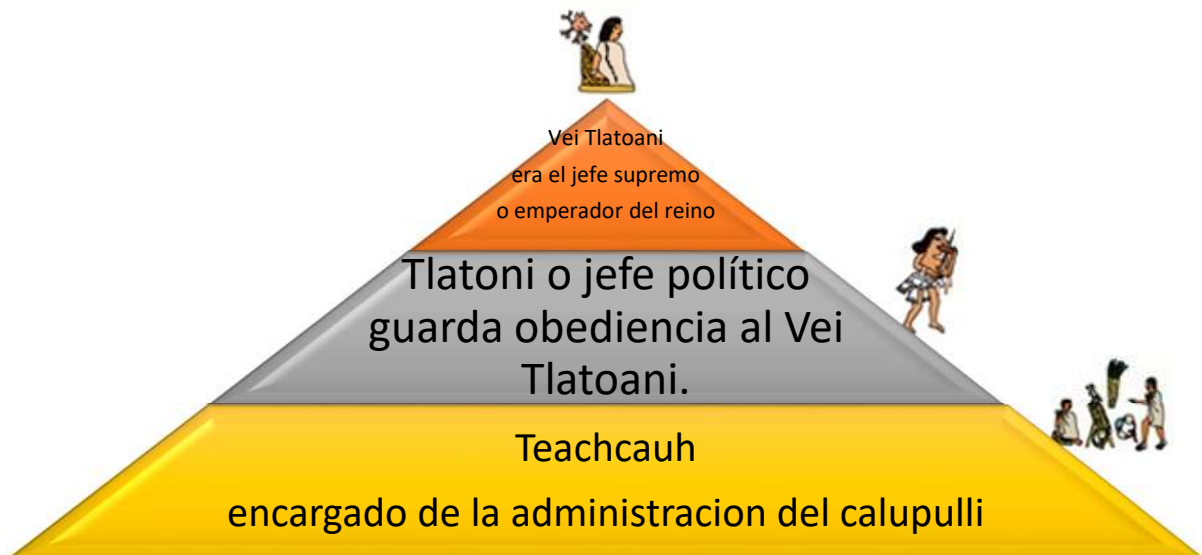 Vei Tlatoani
era el jefe supremo
o emperador del reino
Tlatoni o jefe político
guarda obediencia al Vei
Tlatoani.
Teachcauh
encargado de la administracion del calupulli